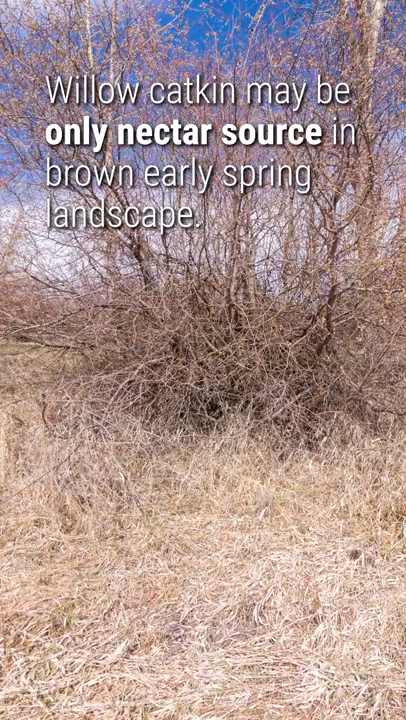 Willow catkin may be
only nectar source in
brown early spring
landscape.